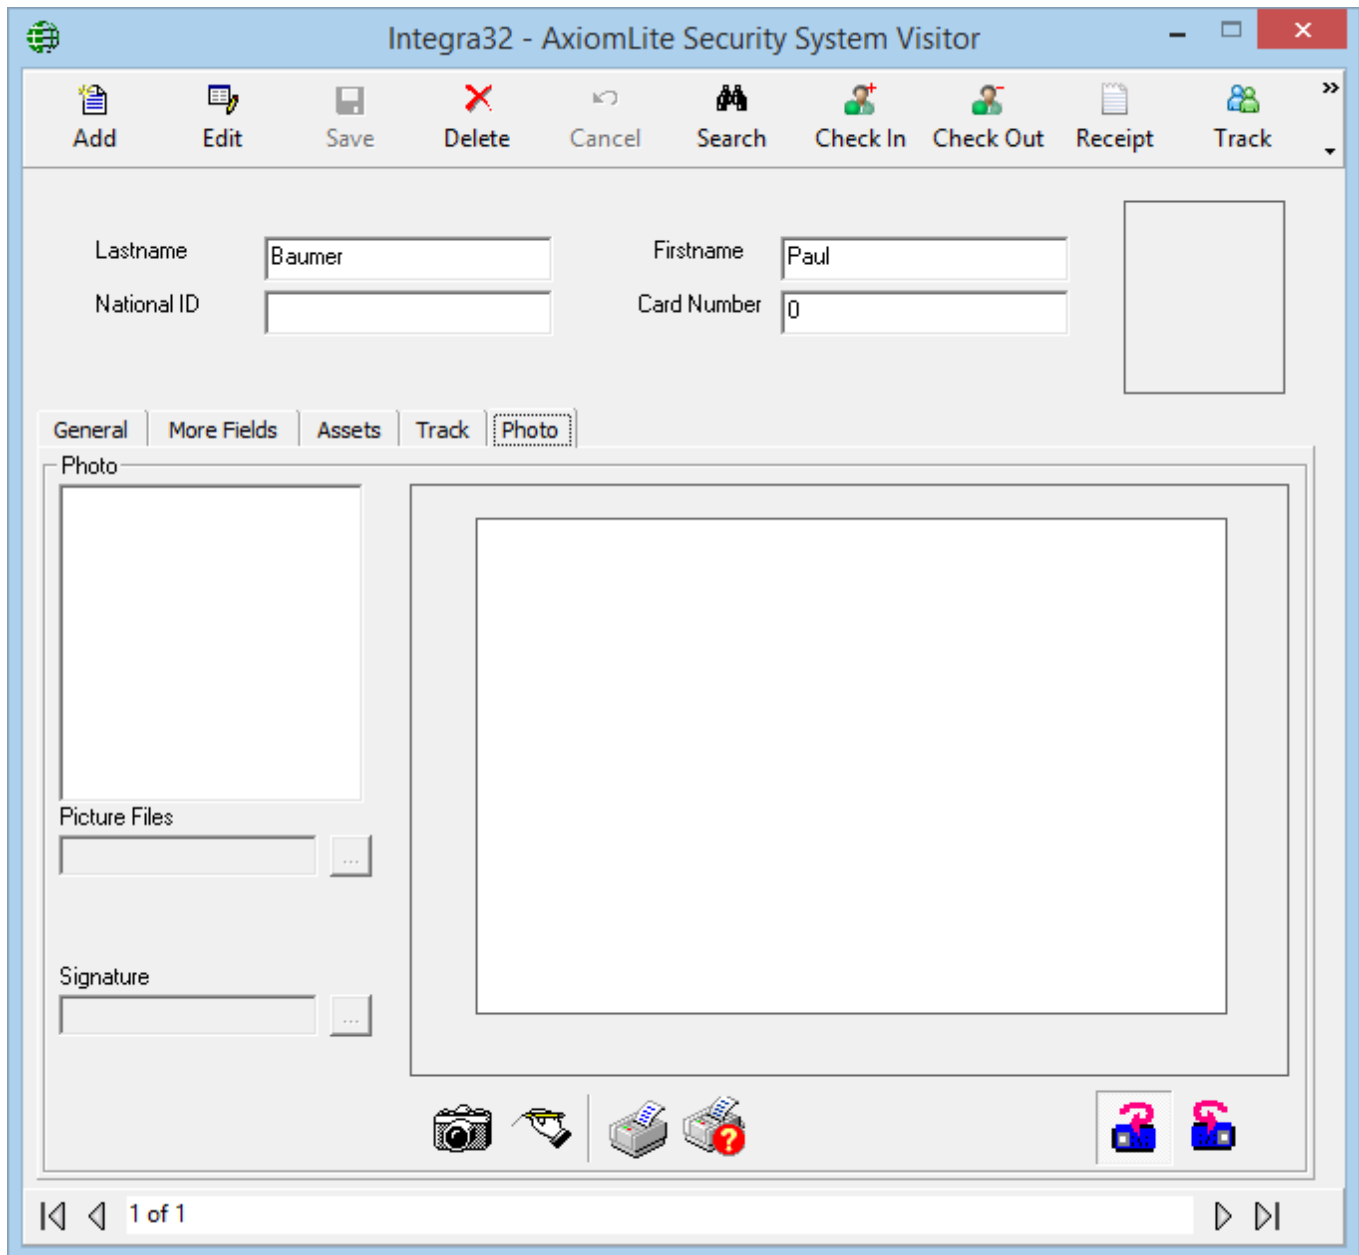 Integra32 - AxiomLite Security System Visitor
Add Edit Save Delete Cancel Search Check In Check Out Receipt Track
Lastname Baumer Firstname Paul
National ID Card Number 0
General More Fields Assets Track Photo
Photo
Picture Files
...
Signature
...
1 of 1